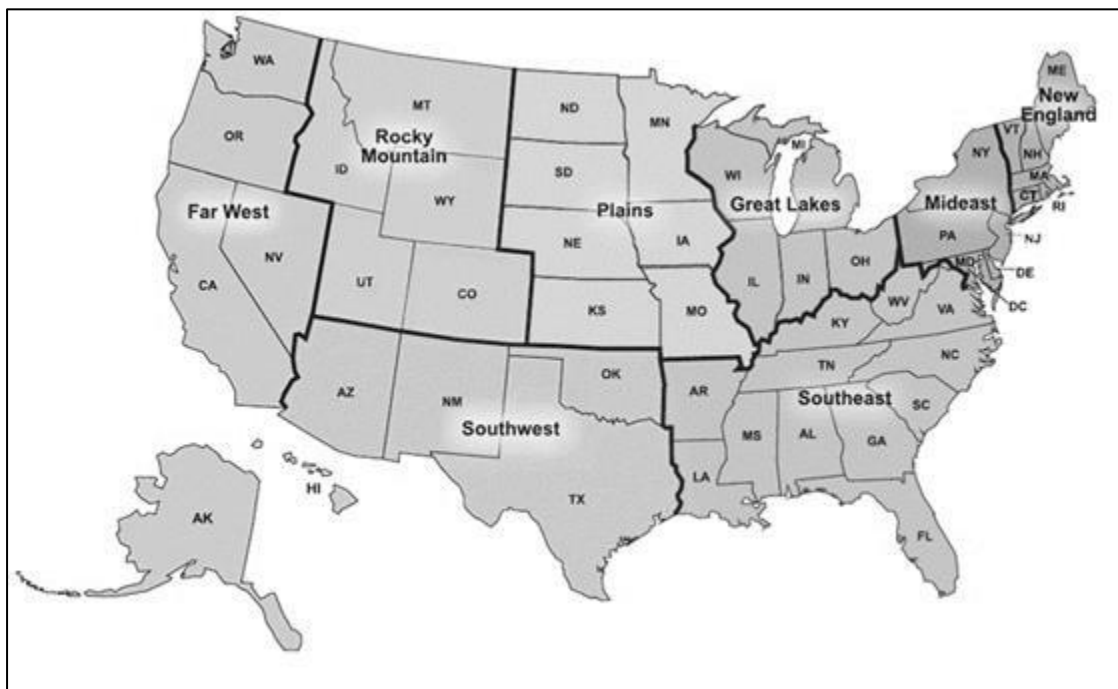 WA
OR
CA
NV
Far West
ID
MT
WY
UT
CO
Rocky
Mountain
ND
SD
NE
KS
MN
IA
MO
Plains
WI
MI
IL
IN
OH
Great Lakes
NY
PA
NJ
MD
DE
DC
Mideast
ME
VT
NH
MA
CT
RI
New
England
AZ
NM
OK
TX
Southwest
AR
LA
MS
AL
GA
FL
SC
NC
TN
KY
WV
VA
Southeast
AK
HI